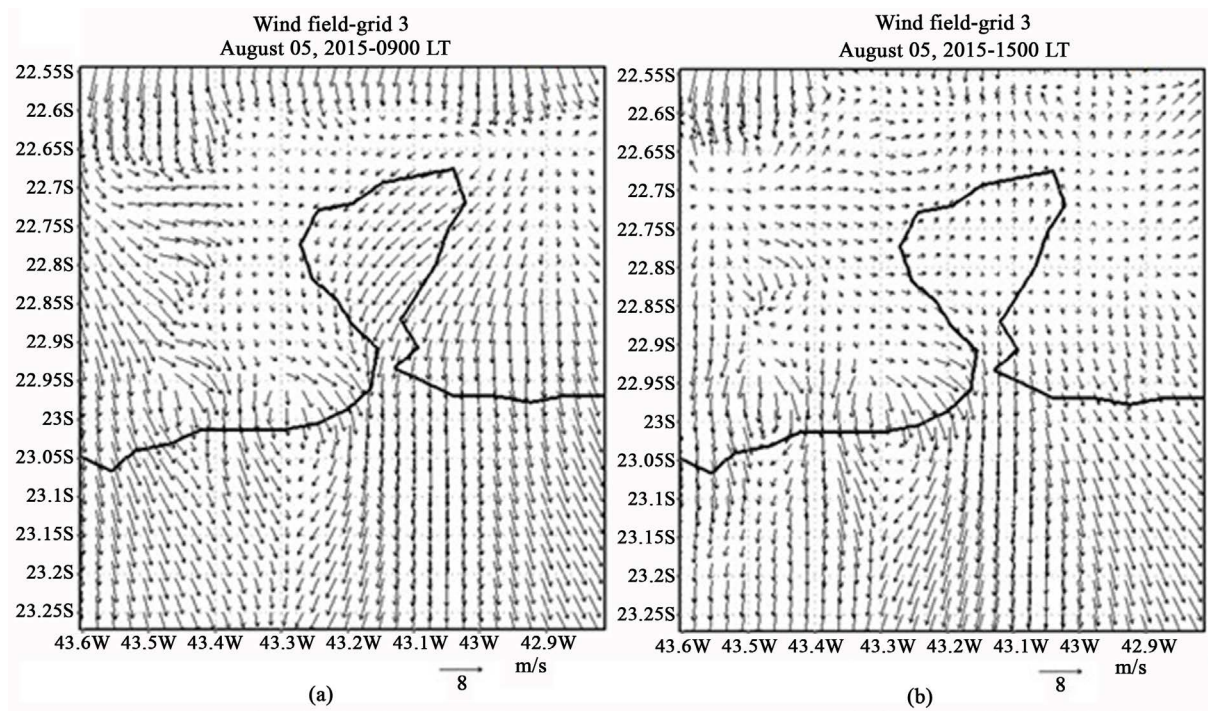 Wind field-grid 3
August 05, 2015-0900 LT
22.55S
22.6S
22.65S
22.7S
22.75S
22.8S
22.85S
22.9S
22.95S
23S
23.05S
23.1S
23.15S
23.2S
23.25S
43.6W 43.5W 43.4W 43.3W 43.2W 43.1W 43W 42.9W
m/s
8
(a)
Wind field-grid 3
August 05, 2015-1500 LT
22.55S
22.6S
22.65S
22.7S
22.75S
22.8S
22.85S
22.9S
22.95S
23S
23.05S
23.1S
23.15S
23.2S
23.25S
43.6W 43.5W 43.4W 43.3W 43.2W 43.1W 43W 42.9W
m/s
8
(b)